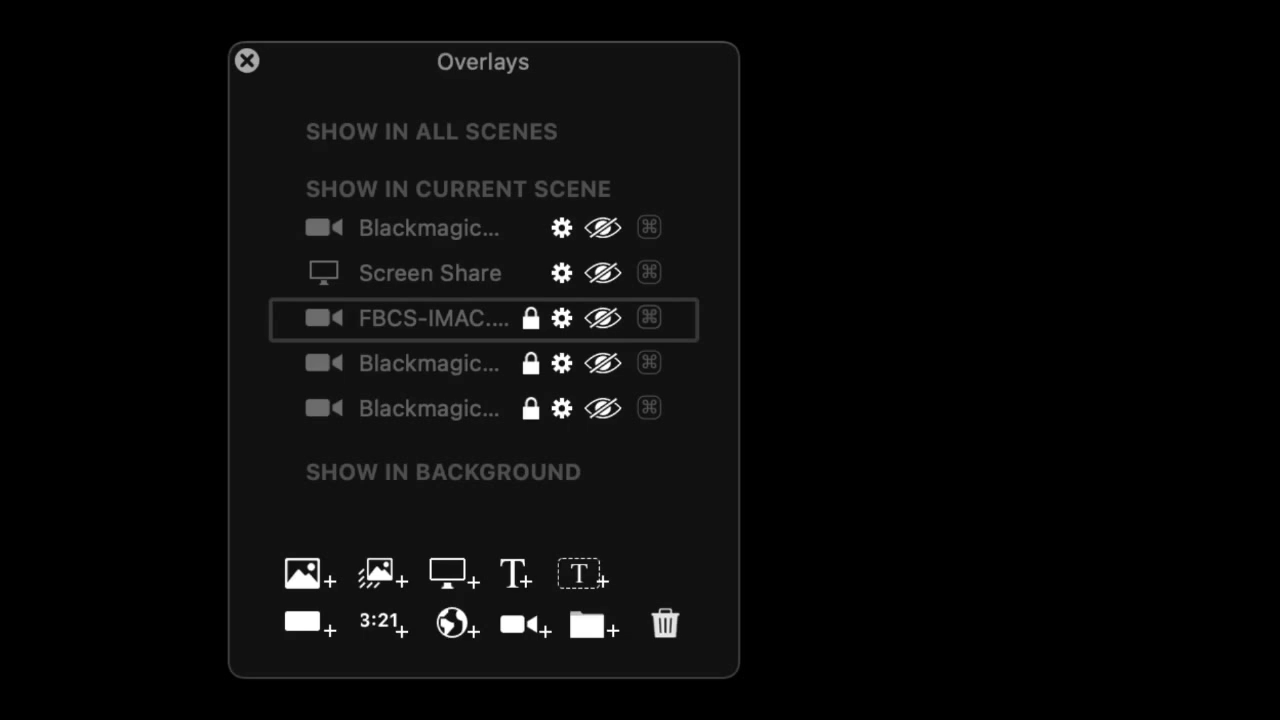 Overlays
SHOW IN ALL SCENES
SHOW IN CURRENT SCENE
Blackmagic...
Screen Share
FBCS-IMAC....
Blackmagic...
Blackmagic...
SHOW IN BACKGROUND
T+
T+
3:21+